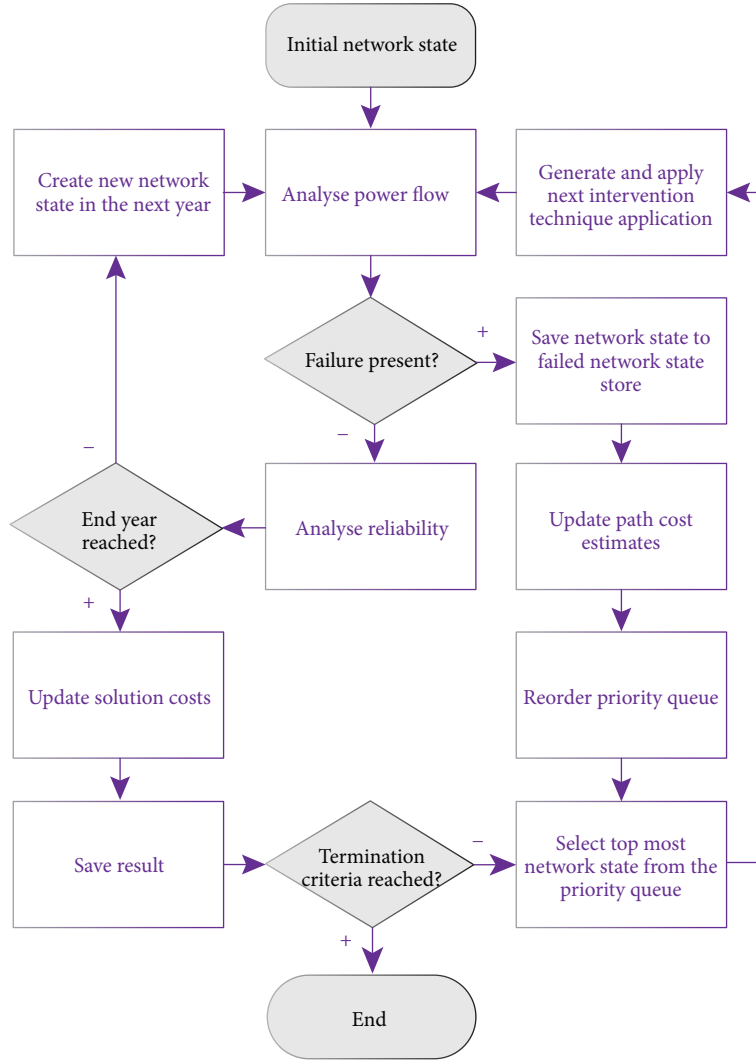 Initial network state
Create new network
state in the next year
Analyse power flow
Generate and apply
next intervention
technique application
Failure present?
+
−
Save network state to
failed network state
store
−
End year
reached?
+
Analyse reliability
Update path cost
estimates
Update solution costs
Reorder priority queue
Save result
Termination
criteria reached?
−
+
Select top most
network state from the
priority queue
End